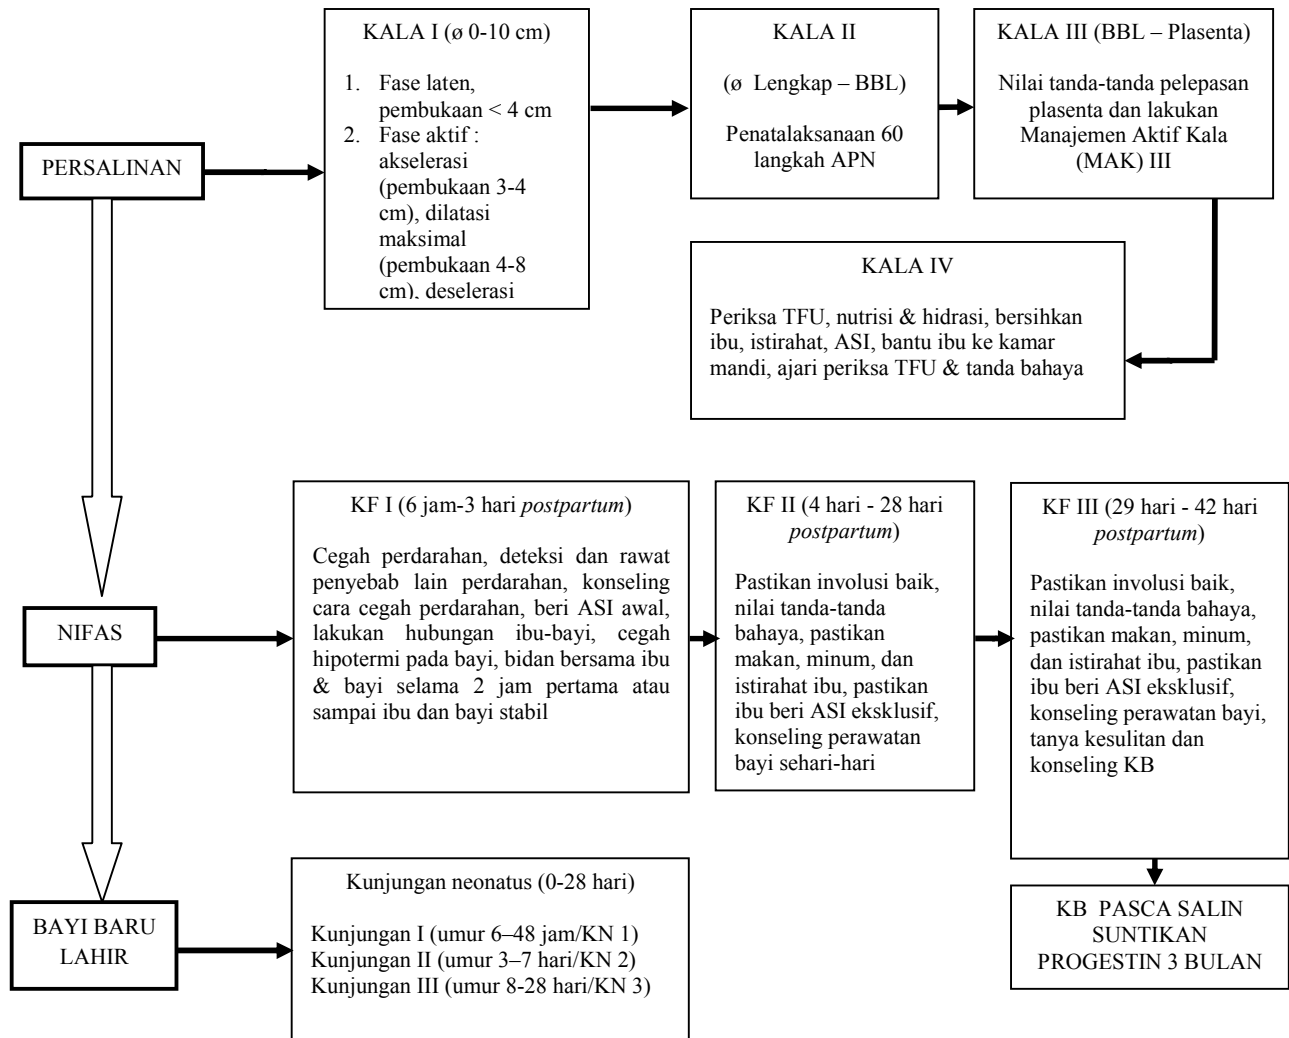 PERSALINAN
KALA I (ø 0-10 cm)
1. Fase laten,
pembukaan < 4 cm
2. Fase aktif :
akselerasi
(pembukaan 3-4
cm), dilatasi
maksimal
(pembukaan 4-8
cm), deselerasi
KALA II
(ø Lengkap – BBL)
Penatalaksanaan 60
langkah APN
KALA III (BBL – Plasenta)
Nilai tanda-tanda pelepasan
plasenta dan lakukan
Manajemen Aktif Kala
(MAK) III
KALA IV
Periksa TFU, nutrisi & hidrasi, bersihkan
ibu, istirahat, ASI, bantu ibu ke kamar
mandi, ajari periksa TFU & tanda bahaya
NIFAS
KF I (6 jam-3 hari postpartum)
Cegah perdarahan, deteksi dan rawat
penyebab lain perdarahan, konseling
cara cegah perdarahan, beri ASI awal,
lakukan hubungan ibu-bayi, cegah
hipotermi pada bayi, bidan bersama ibu
& bayi selama 2 jam pertama atau
sampai ibu dan bayi stabil
KF II (4 hari - 28 hari
postpartum)
Pastikan involusi baik,
nilai tanda-tanda
bahaya, pastikan
makan, minum, dan
istirahat ibu, pastikan
ibu beri ASI eksklusif,
konseling perawatan
bayi sehari-hari
KF III (29 hari - 42 hari
postpartum)
Pastikan involusi baik,
nilai tanda-tanda bahaya,
pastikan makan, minum,
dan istirahat ibu, pastikan
ibu beri ASI eksklusif,
konseling perawatan bayi,
tanya kesulitan dan
konseling KB
KB PASCA SALIN
SUNTIKAN
PROGESTIN 3 BULAN
BAYI BARU
LAHIR
Kunjungan neonatus (0-28 hari)
Kunjungan I (umur 6–48 jam/KN 1)
Kunjungan II (umur 3–7 hari/KN 2)
Kunjungan III (umur 8-28 hari/KN 3)